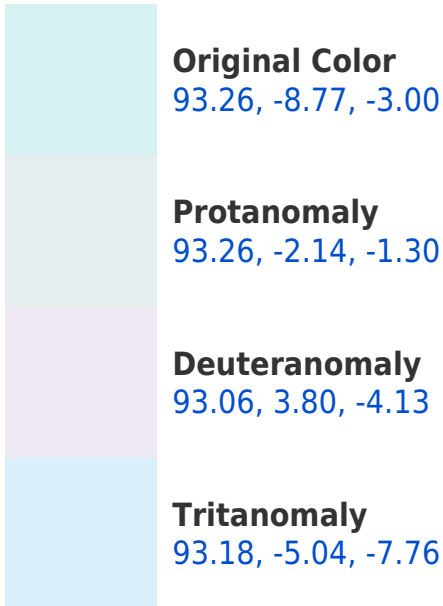 Original Color
93.26, -8.77, -3.00
Protanomaly
93.26, -2.14, -1.30
Deuteranomaly
93.06, 3.80, -4.13
Tritanomaly
93.18, -5.04, -7.76